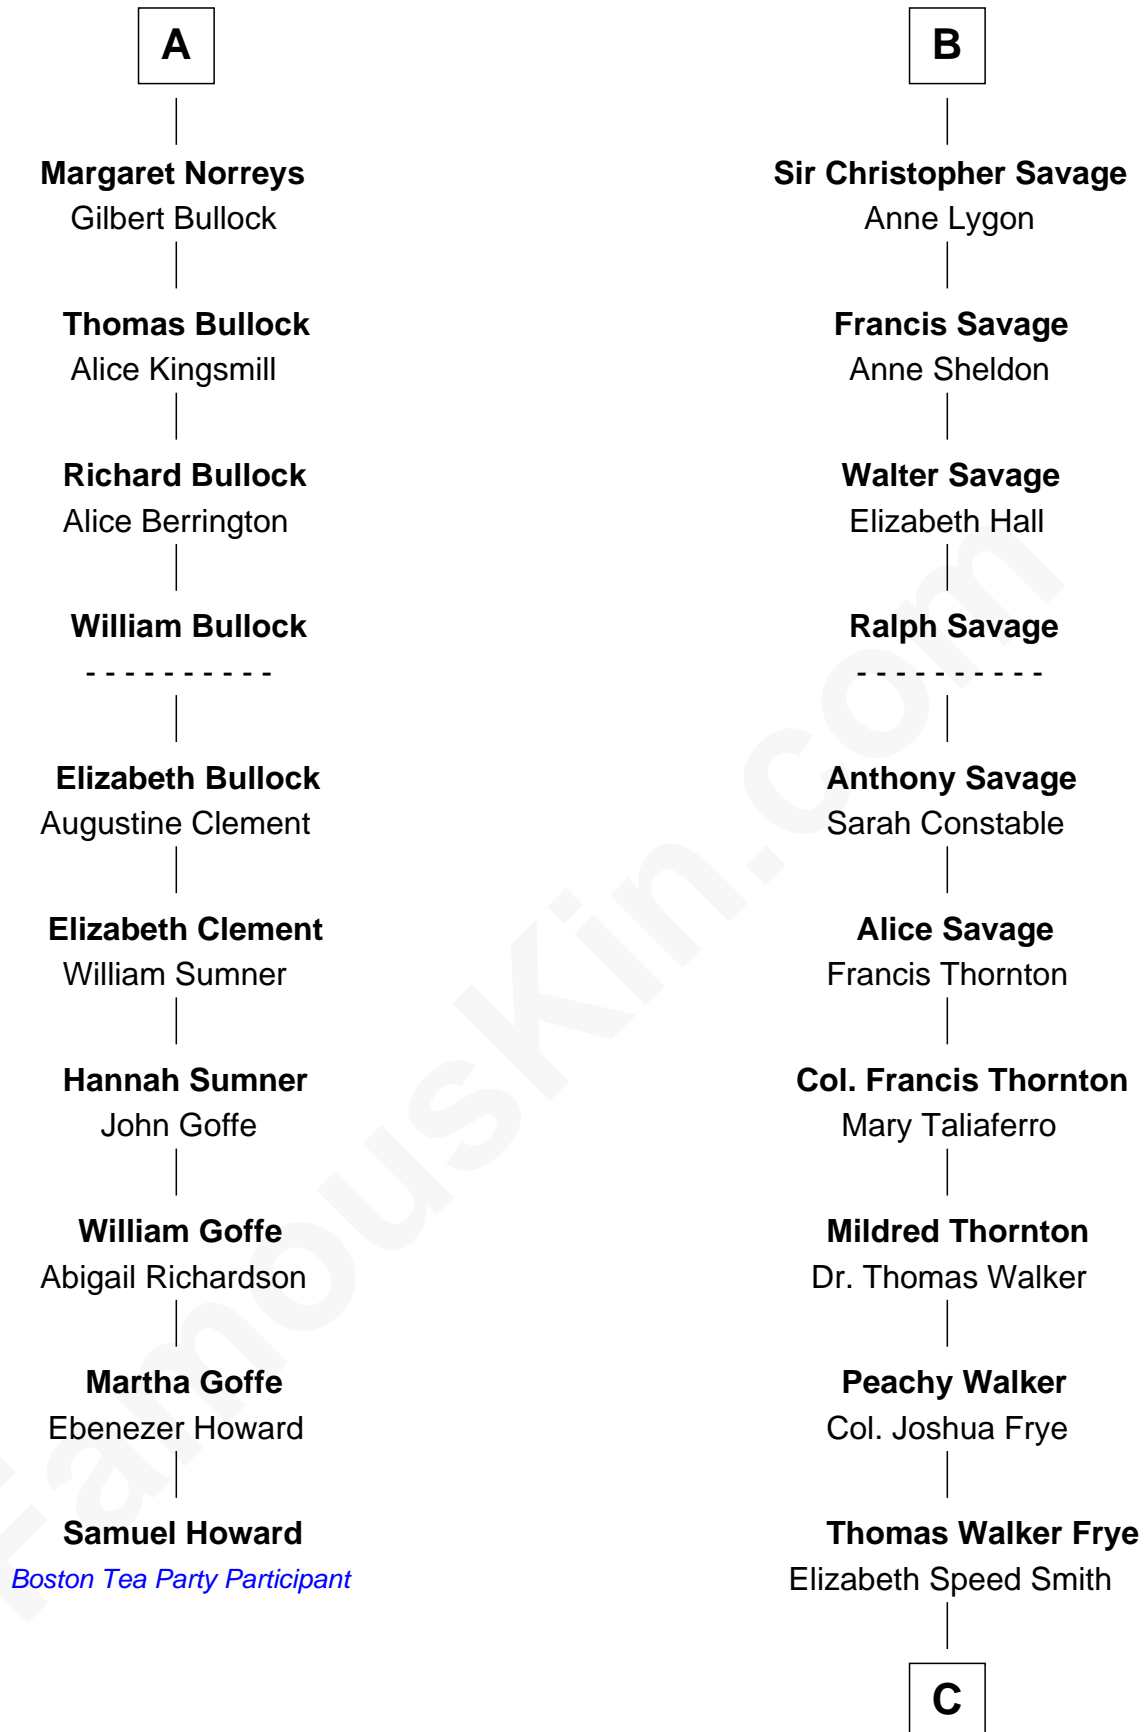 A
Margaret Norreys
Gilbert Bullock
Thomas Bullock
Alice Kingsmill
Richard Bullock
Alice Berrington
William Bullock
- - - - - - - - - -
Elizabeth Bullock
Augustine Clement
Elizabeth Clement
William Sumner
Hannah Sumner
John Goffe
William Goffe
Abigail Richardson
Martha Goffe
Ebenezer Howard
Samuel Howard
Boston Tea Party Participant
B
Sir Christopher Savage
Anne Lygon
Francis Savage
Anne Sheldon
Walter Savage
Elizabeth Hall
Ralph Savage
- - - - - - - - - -
Anthony Savage
Sarah Constable
Alice Savage
Francis Thornton
Col. Francis Thornton
Mary Taliaferro
Mildred Thornton
Dr. Thomas Walker
Peachy Walker
Col. Joshua Frye
Thomas Walker Frye
Elizabeth Speed Smith
C
FamousKin.com